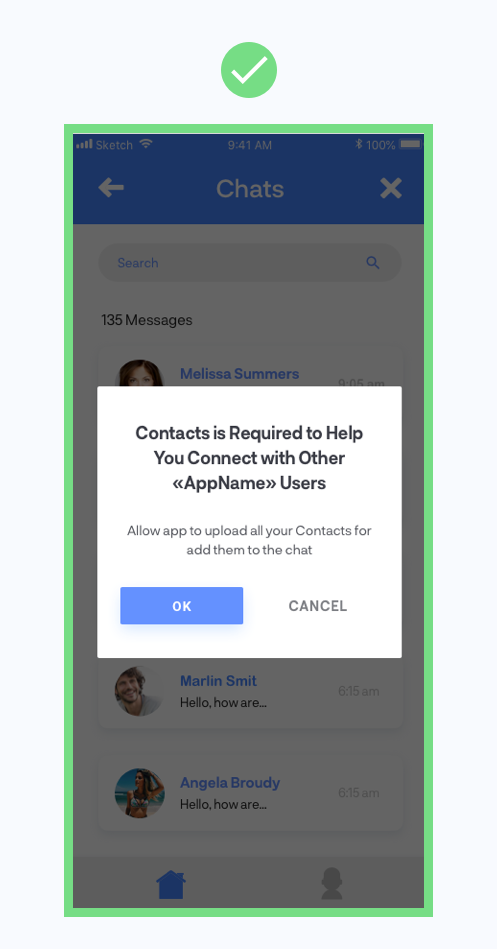 Sketch 9:41 AM 100%
Chats
Search
135 Messages
Melissa Summers
9:05 am
Contacts is Required to Help
You Connect with Other
«AppName» Users
Allow app to upload all your Contacts for
add them to the chat
OK CANCEL
Marlin Smit
Hello, how are... 6:15 am
Angela Broudy
Hello, how are... 6:15 am